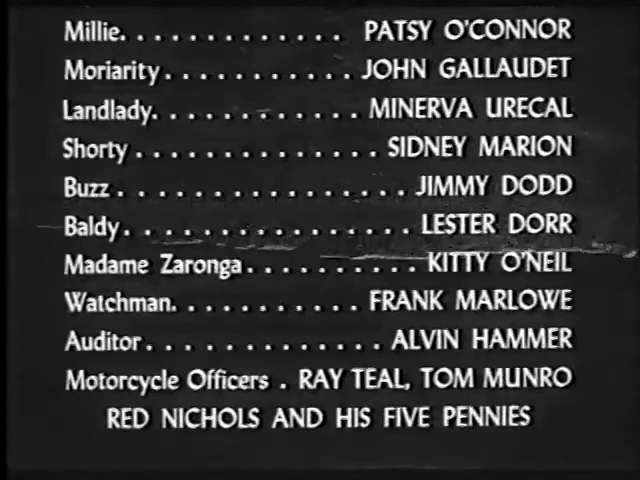 Millie. . . . . . . . . . . . . PATSY O'CONNOR
Moriarity . . . . . . . . . . . JOHN GALLAUDET
Landlady. . . . . . . . . . . . MINERVA URECAL
Shorty . . . . . . . . . . . . . SIDNEY MARION
Buzz . . . . . . . . . . . . . . . . JIMMY DODD
Baldy . . . . . . . . . . . . . . . . LESTER DORR
Madame Zaronga . . . . . . . . . . KITTY O'NEIL
Watchman. . . . . . . . . . . FRANK MARLOWE
Auditor . . . . . . . . . . . . . ALVIN HAMMER
Motorcycle Officers . RAY TEAL, TOM MUNRO
RED NICHOLS AND HIS FIVE PENNIES